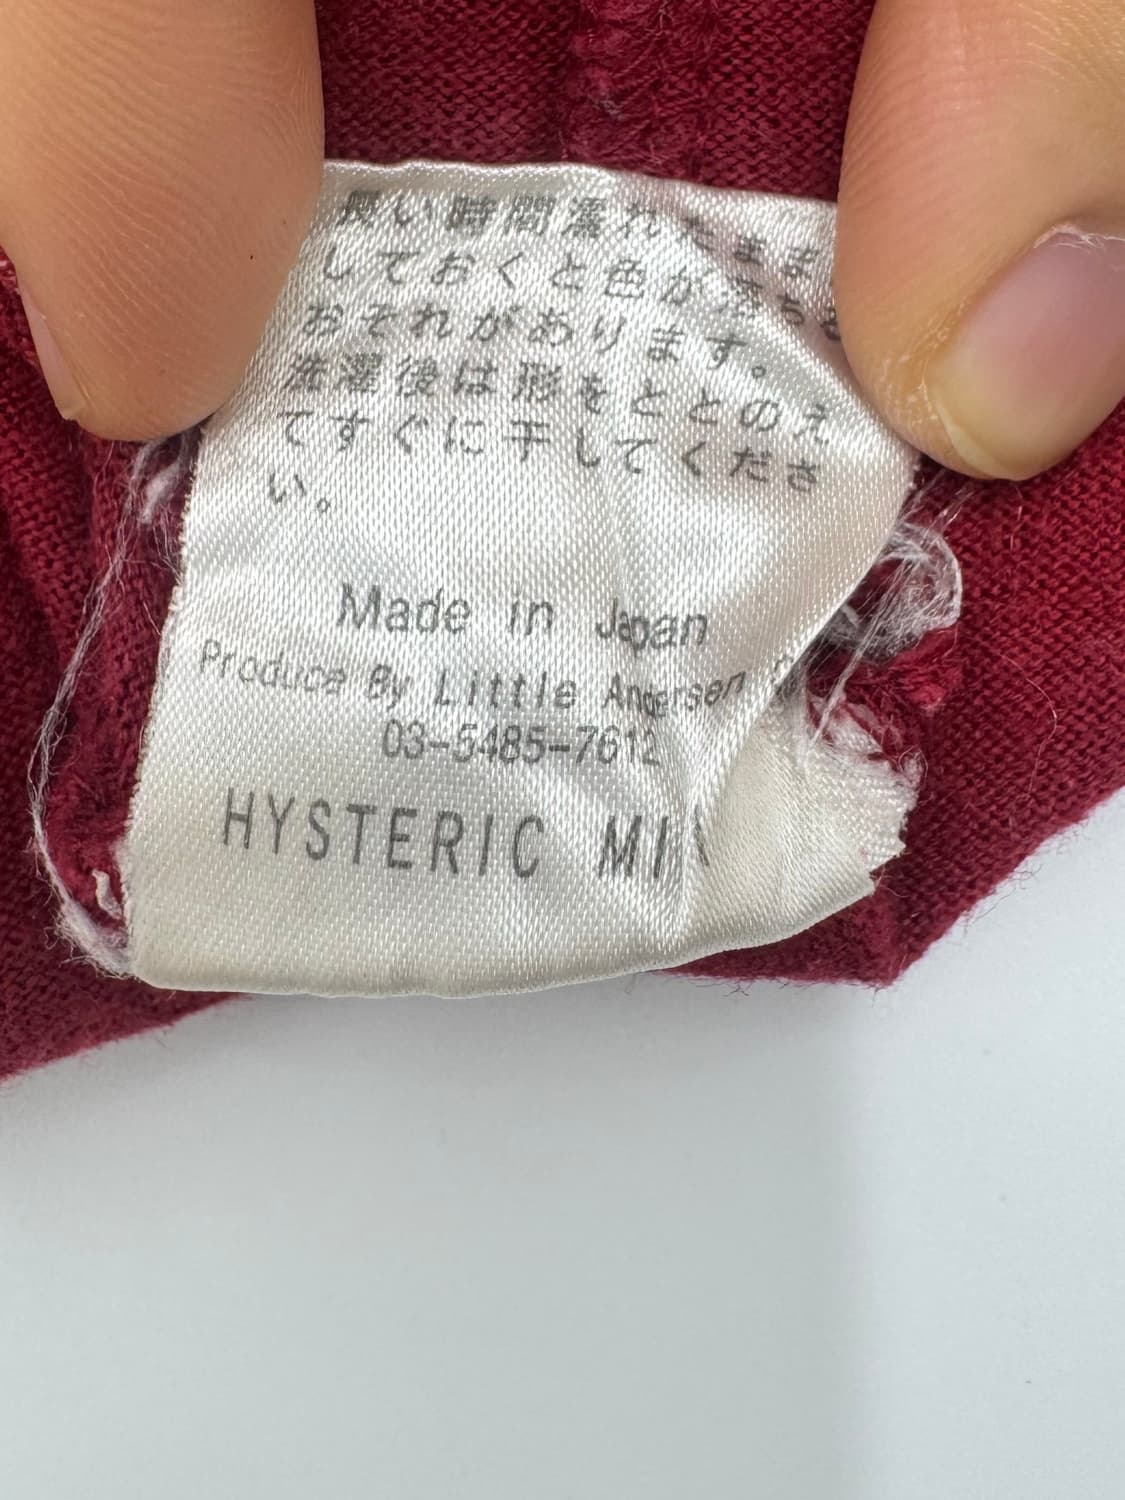 長い時間濡れたまま
しておくと色が落ちる
おそれがあります。
洗濯後は形をととのえ
てすぐに干してくださ
い。
Made in Japan
Produce By Little Andersen
03-5485-7612
HYSTERIC